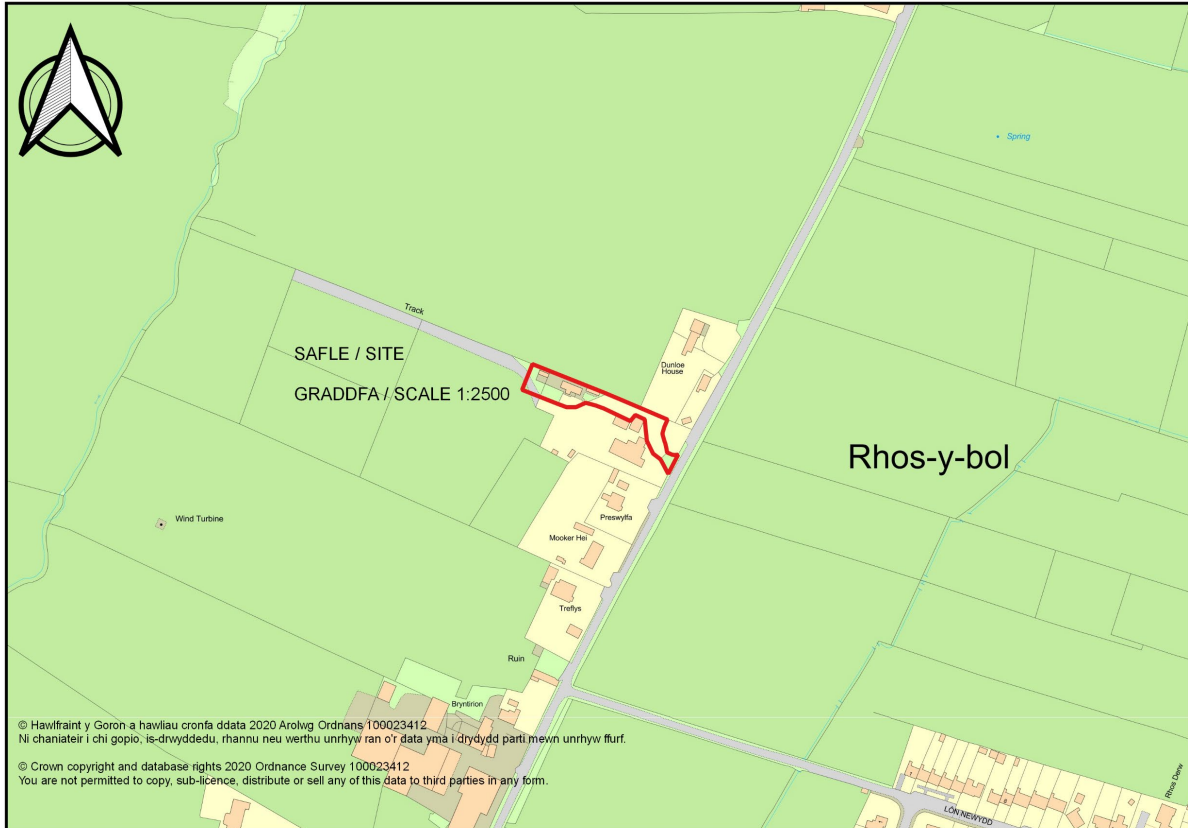 Spring
Track
SAFLE / SITE
GRADDFA / SCALE 1:2500
Dunloe
House
Rhos-y-bol
Wind Turbine
Preswylfa
Mooker Hei
Treflys
Ruin
Bryntirion
© Hawlfraint y Goron a hawliau cronfa ddata 2020 Arolwg Ordnans 100023412
Ni chaniateir i chi gopio, is-drwyddedu, rhannu neu werthu unrhyw ran o'r data yma i drydydd parti mewn unrhyw ffurf.
© Crown copyright and database rights 2020 Ordnance Survey 100023412
You are not permitted to copy, sub-licence, distribute or sell any of this data to third parties in any form.
Rhos Derw
LÔN NEWYDD